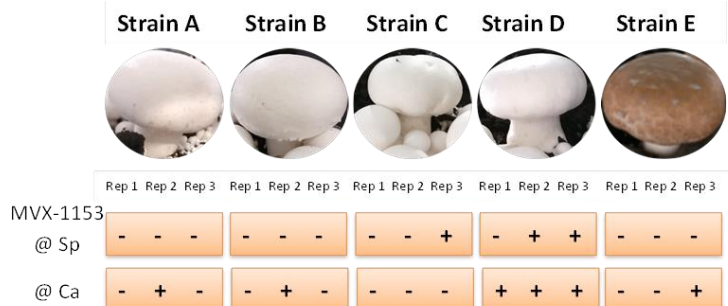 Strain A Strain B Strain C Strain D Strain E
Rep 1 Rep 2 Rep 3 Rep 1 Rep 2 Rep 3 Rep 1 Rep 2 Rep 3 Rep 1 Rep 2 Rep 3 Rep 1 Rep 2 Rep 3
MVX-1153
@ Sp - - - - - - - - + - + + - - -
@ Ca - + - - + - - - - + + + - - +